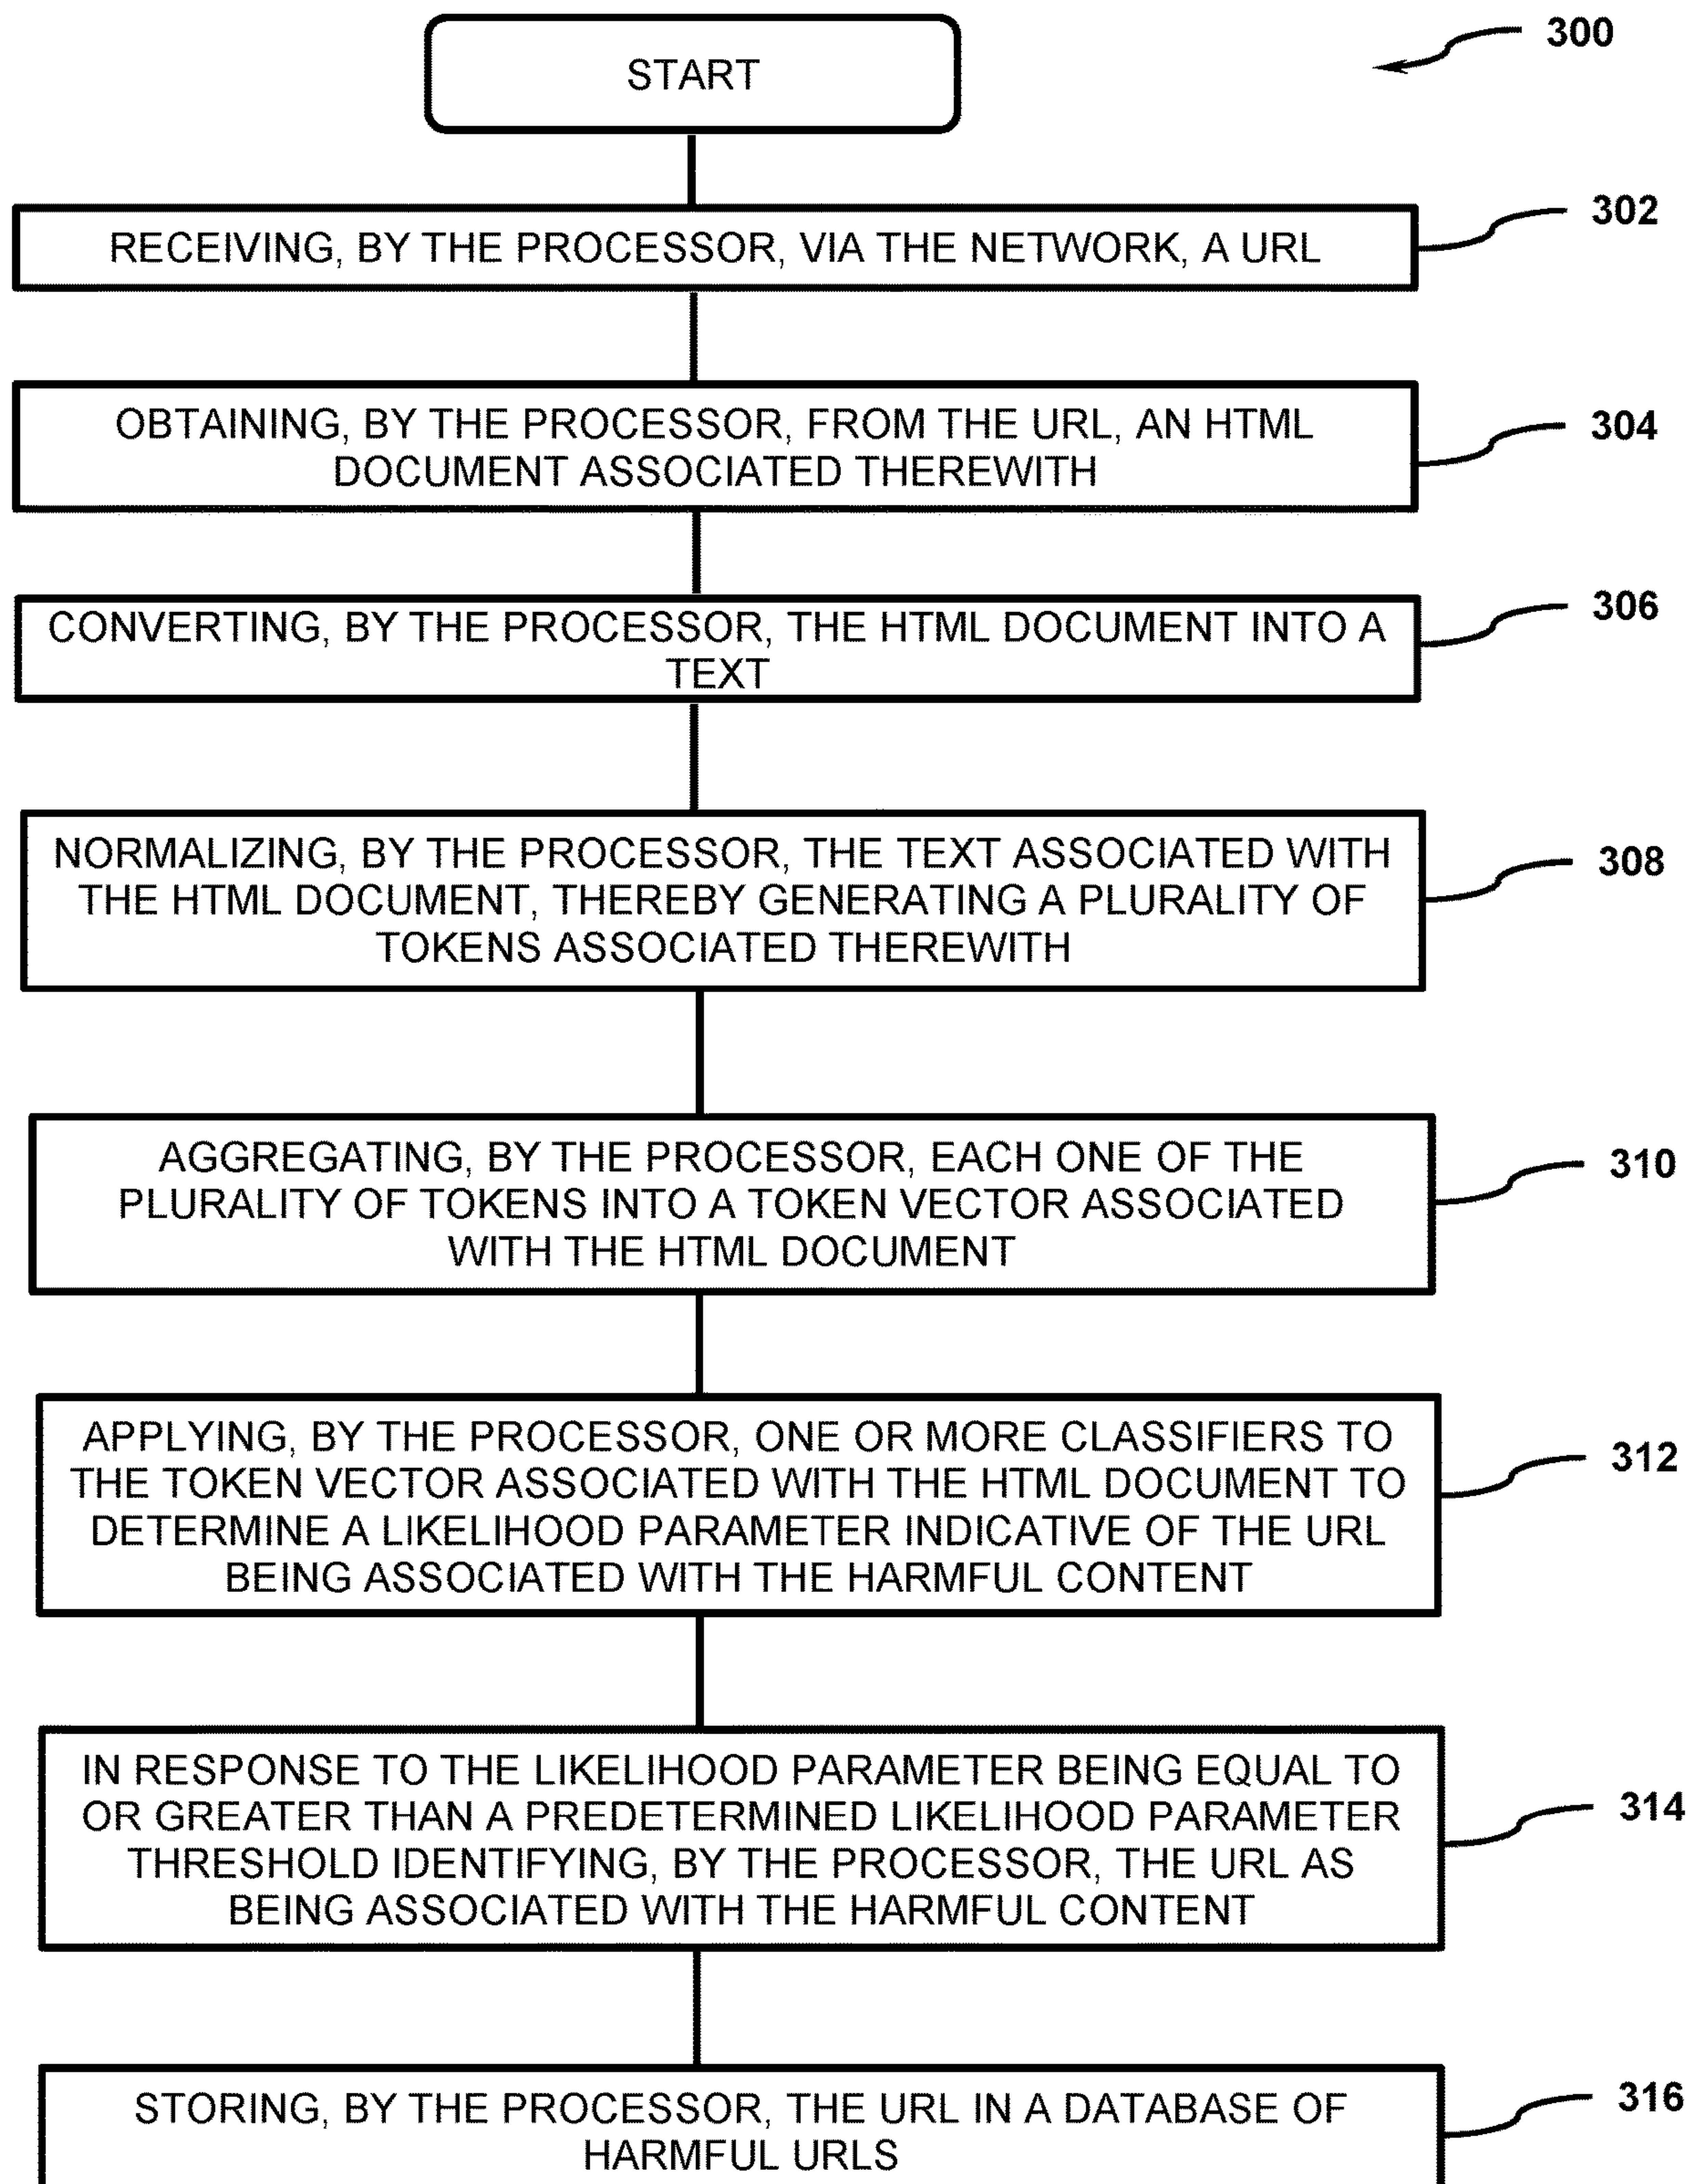 START
300
RECEIVING, BY THE PROCESSOR, VIA THE NETWORK, A URL
302
OBTAINING, BY THE PROCESSOR, FROM THE URL, AN HTML
DOCUMENT ASSOCIATED THEREWITH
304
CONVERTING, BY THE PROCESSOR, THE HTML DOCUMENT INTO A
TEXT
306
NORMALIZING, BY THE PROCESSOR, THE TEXT ASSOCIATED WITH
THE HTML DOCUMENT, THEREBY GENERATING A PLURALITY OF
TOKENS ASSOCIATED THEREWITH
308
AGGREGATING, BY THE PROCESSOR, EACH ONE OF THE
PLURALITY OF TOKENS INTO A TOKEN VECTOR ASSOCIATED
WITH THE HTML DOCUMENT
310
APPLYING, BY THE PROCESSOR, ONE OR MORE CLASSIFIERS TO
THE TOKEN VECTOR ASSOCIATED WITH THE HTML DOCUMENT TO
DETERMINE A LIKELIHOOD PARAMETER INDICATIVE OF THE URL
BEING ASSOCIATED WITH THE HARMFUL CONTENT
312
IN RESPONSE TO THE LIKELIHOOD PARAMETER BEING EQUAL TO
OR GREATER THAN A PREDETERMINED LIKELIHOOD PARAMETER
THRESHOLD IDENTIFYING, BY THE PROCESSOR, THE URL AS
BEING ASSOCIATED WITH THE HARMFUL CONTENT
314
STORING, BY THE PROCESSOR, THE URL IN A DATABASE OF
HARMFUL URLS
316